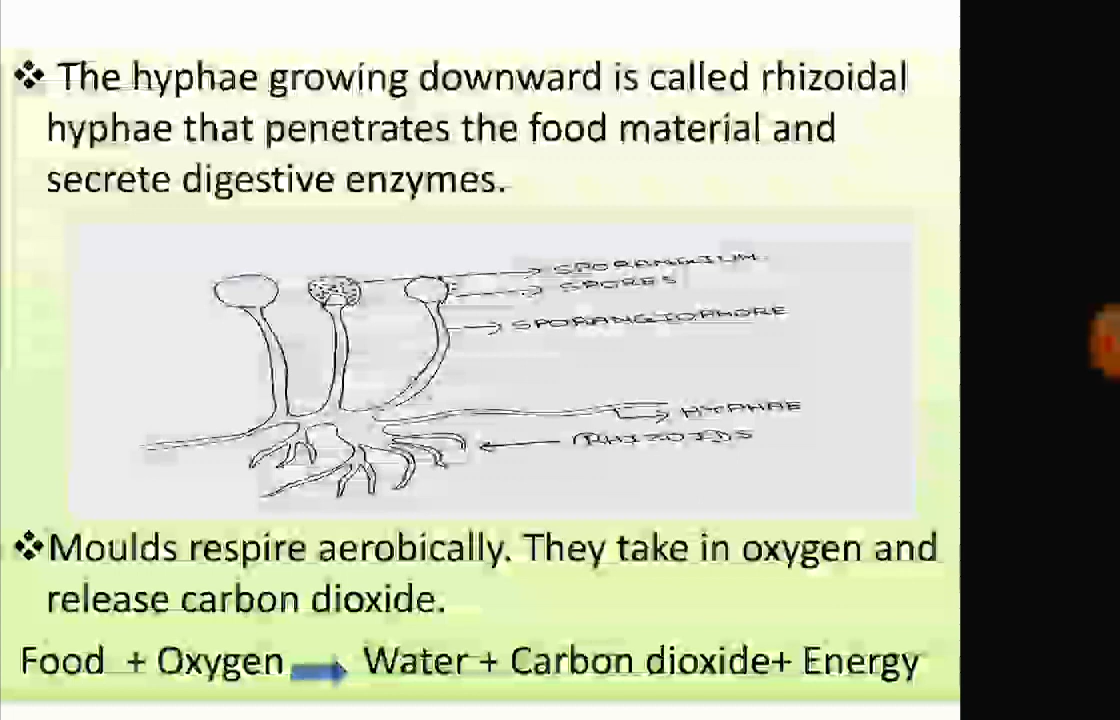 ❖ The hyphae growing downward is called rhizoidal
hyphae that penetrates the food material and
secrete digestive enzymes.
SPORANGIUM
SPORES
SPORANGIOPHORE
HYPHAE
RHIZOIDS
❖Moulds respire aerobically. They take in oxygen and
release carbon dioxide.
Food + Oxygen ➡ Water + Carbon dioxide+ Energy